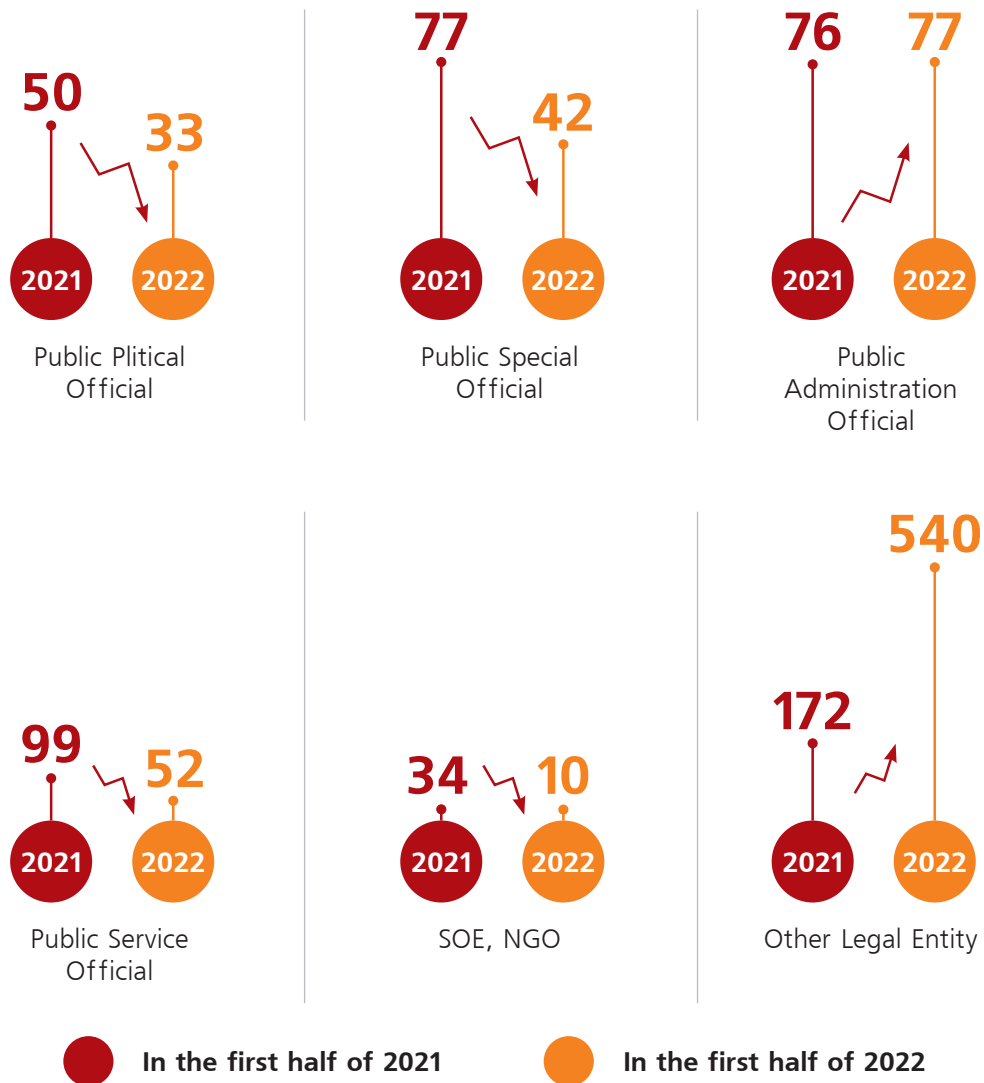 50
33
2021
2022
Public Plitical
Official
77
42
2021
2022
Public Special
Official
76
77
2021
2022
Public
Administration
Official
99
52
2021
2022
Public Service
Official
34
10
2021
2022
SOE, NGO
172
540
2021
2022
Other Legal Entity
In the first half of 2021
In the first half of 2022